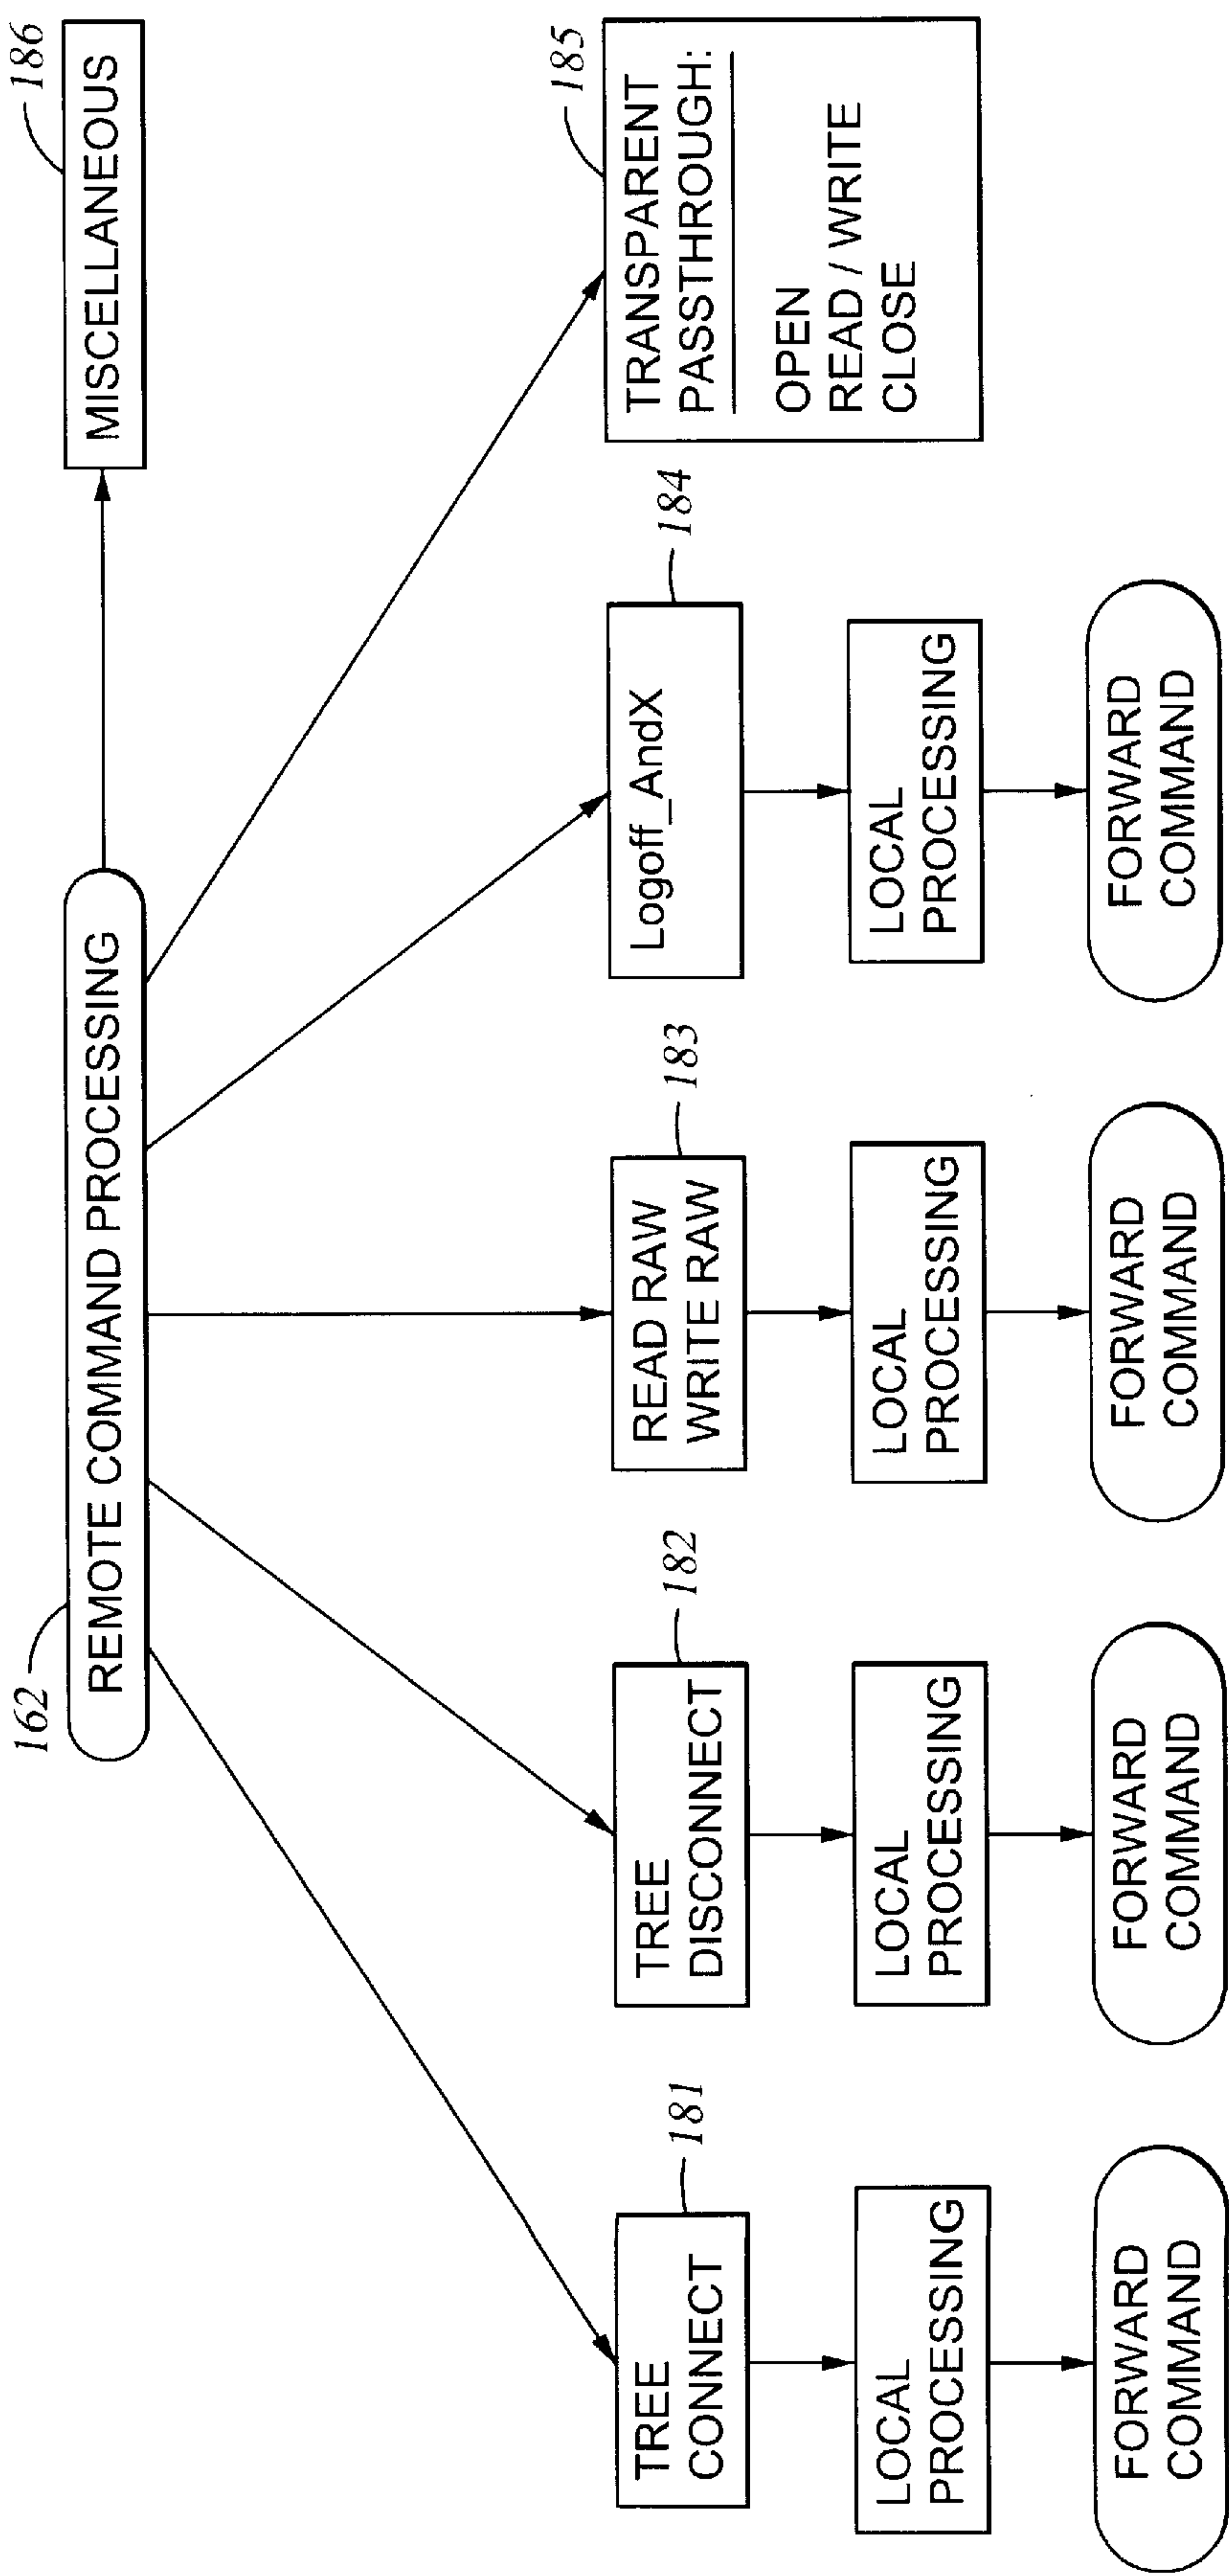 162
REMOTE COMMAND PROCESSING
186
MISCELLANEOUS
181
TREE
CONNECT
LOCAL
PROCESSING
FORWARD
COMMAND
182
TREE
DISCONNECT
LOCAL
PROCESSING
FORWARD
COMMAND
183
READ RAW
WRITE RAW
LOCAL
PROCESSING
FORWARD
COMMAND
184
Logoff_AndX
LOCAL
PROCESSING
FORWARD
COMMAND
185
TRANSPARENT
PASSTHROUGH:
OPEN
READ / WRITE
CLOSE